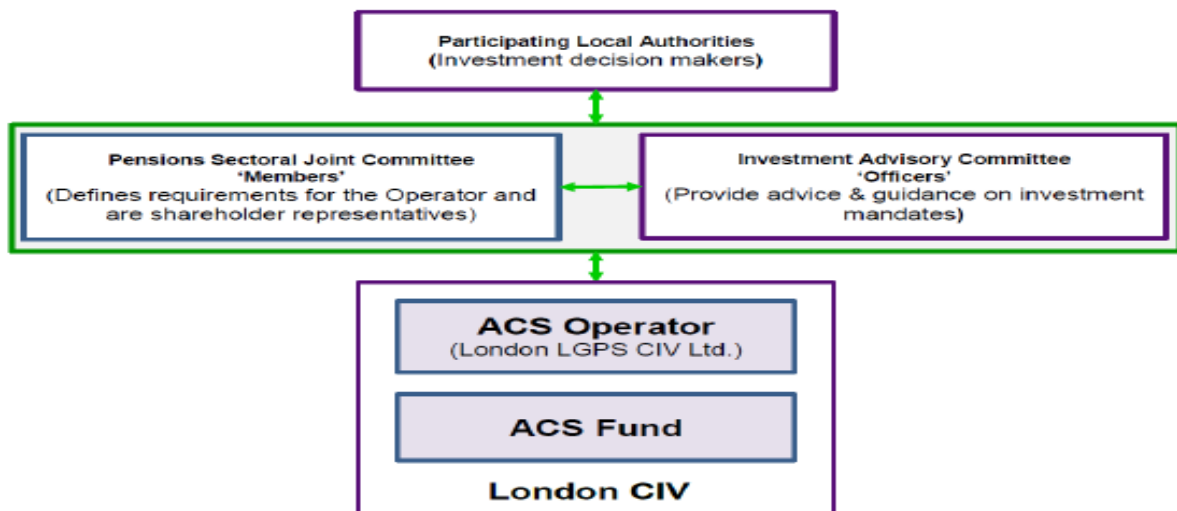 Participating Local Authorities
(Investment decision makers)
Pensions Sectoral Joint Committee
‘Members’
(Defines requirements for the Operator and
are shareholder representatives)
Investment Advisory Committee
‘Officers’
(Provide advice & guidance on investment
mandates)
ACS Operator
(London LGPS CIV Ltd.)
ACS Fund
London CIV